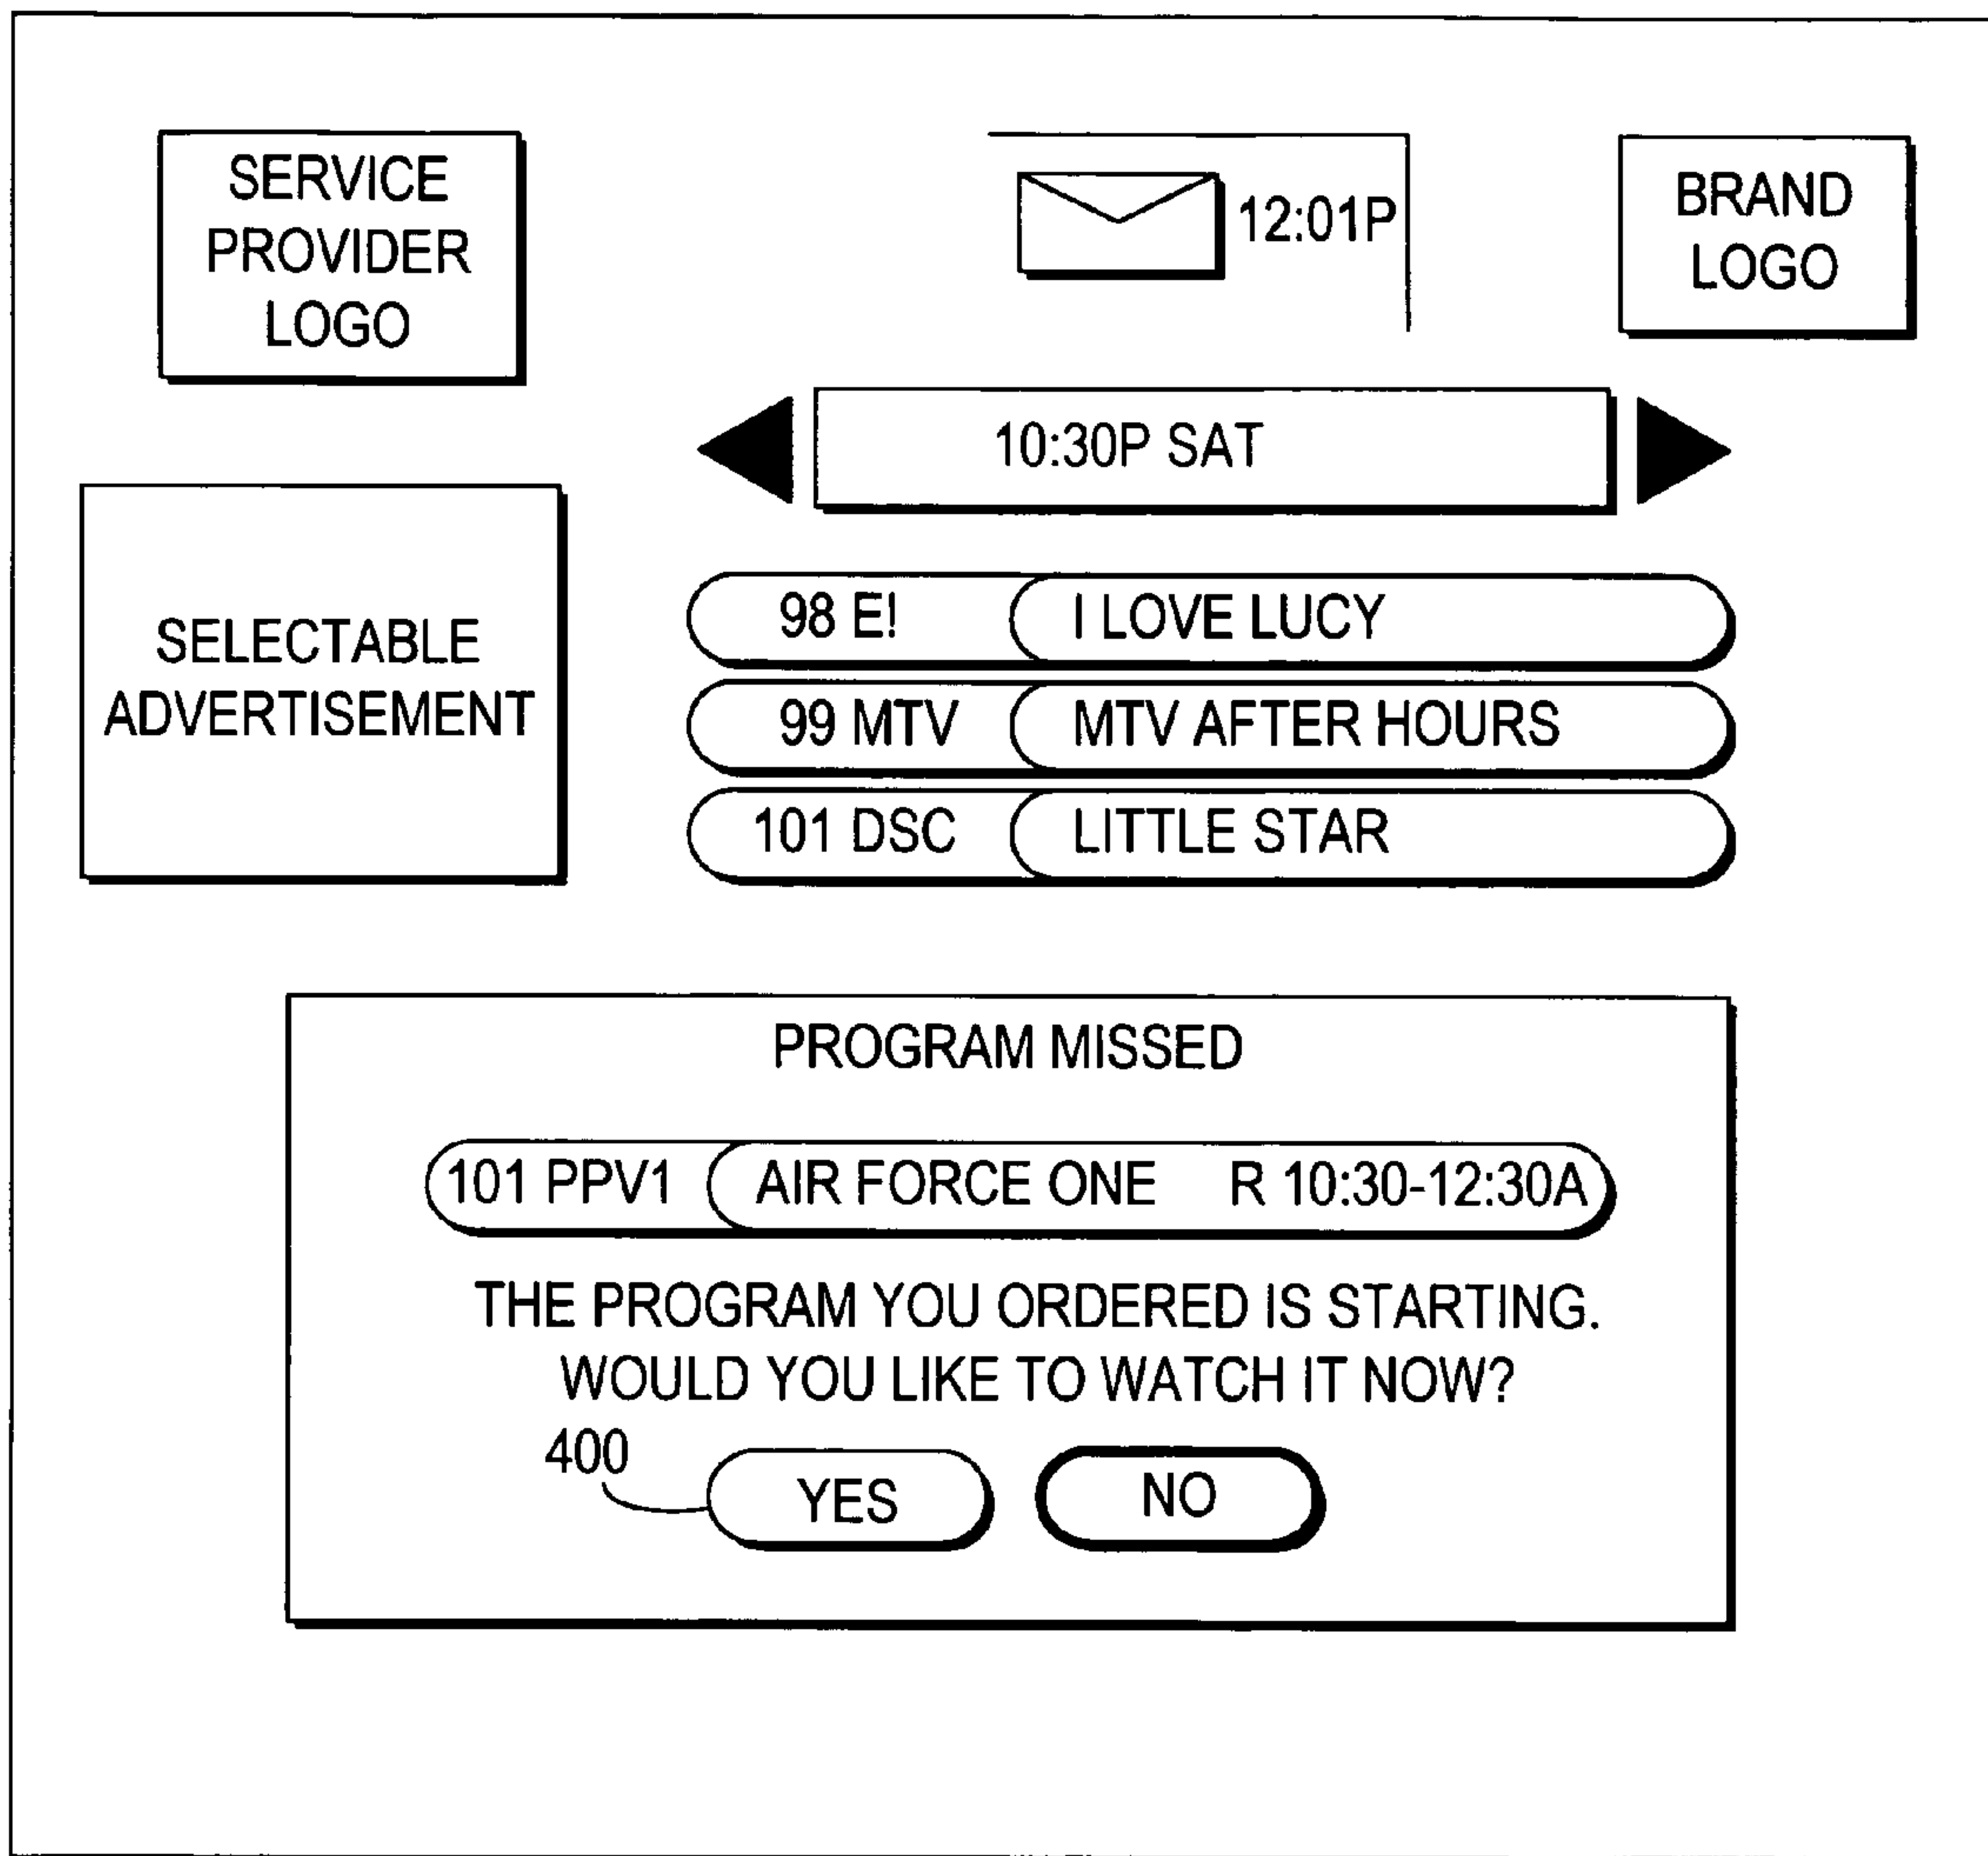 SERVICE
PROVIDER
LOGO
12:01P
BRAND
LOGO
10:30P SAT
SELECTABLE
ADVERTISEMENT
98 E! I LOVE LUCY
99 MTV MTV AFTER HOURS
101 DSC LITTLE STAR
PROGRAM MISSED
101 PPV1 AIR FORCE ONE R 10:30-12:30A
THE PROGRAM YOU ORDERED IS STARTING.
WOULD YOU LIKE TO WATCH IT NOW?
400
YES NO